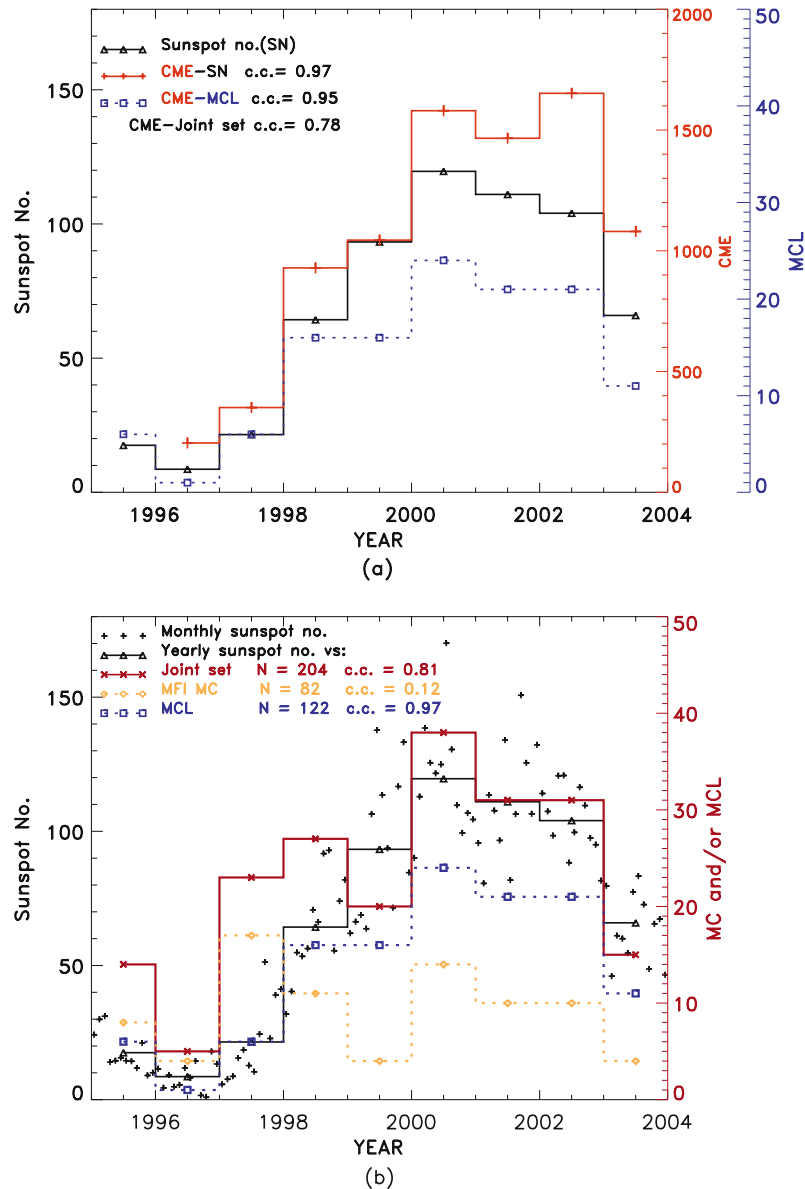 Sunspot no.(SN)
CME-SN c.c.= 0.97
CME-MCL c.c.= 0.95
CME-Joint set c.c.= 0.78
Sunspot No.
150
100
50
0
2000
1500
1000
500
0
CME
50
40
30
20
10
0
MCL
1996 1998 2000 2002 2004
YEAR
(a)
Monthly sunspot no.
Yearly sunspot no. vs:
Joint set N = 204 c.c. = 0.81
MFI MC N = 82 c.c. = 0.12
MCL N = 122 c.c. = 0.97
Sunspot No.
150
100
50
0
50
40
30
20
10
0
MC and/or MCL
1996 1998 2000 2002 2004
YEAR
(b)